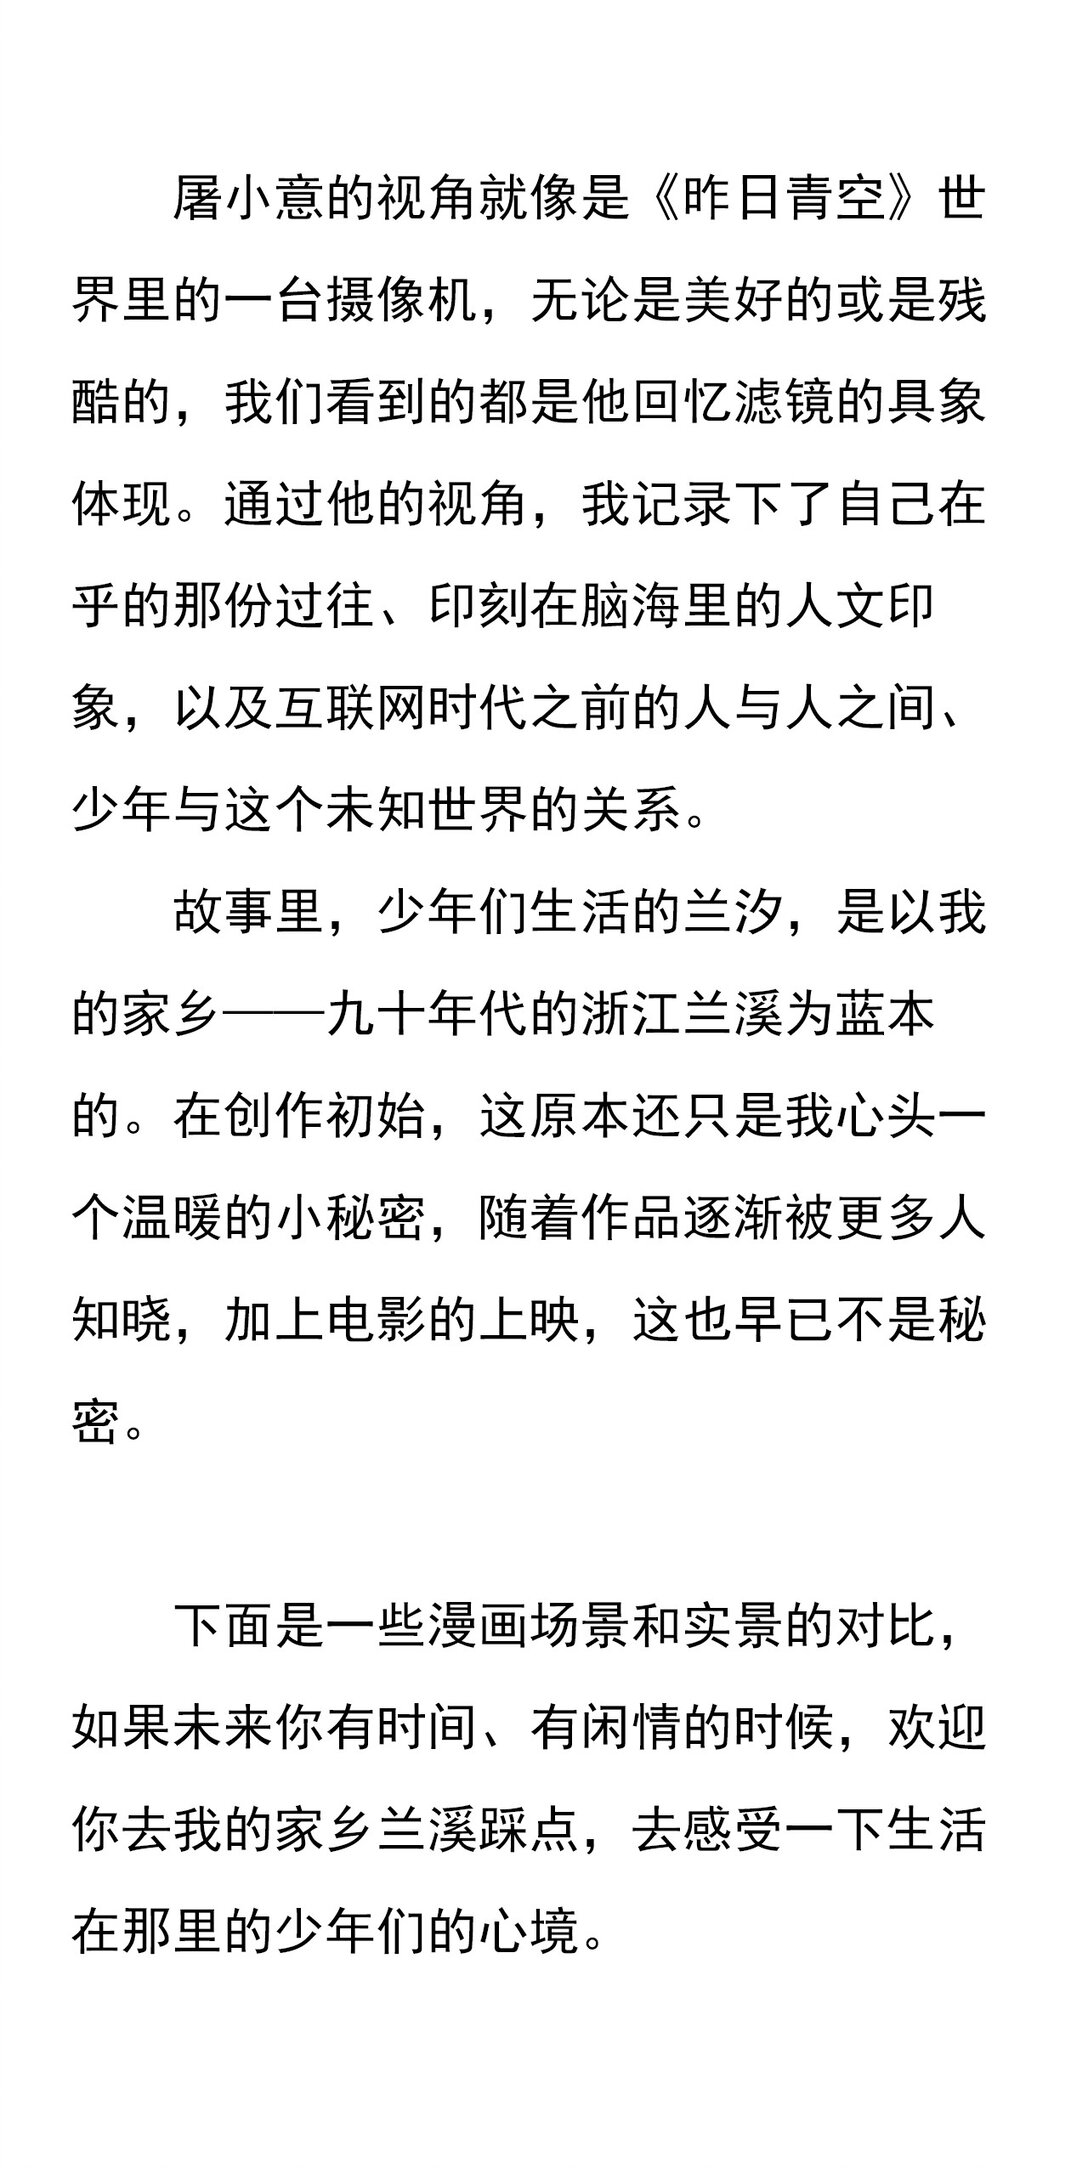 屠小意的视角就像是《昨日青空》世
界里的一台摄像机，无论是美好的或是残
酷的，我们看到的都是他回忆滤镜的具象
体现。通过他的视角，我记录下了自己在
乎的那份过往、印刻在脑海里的人文印
象，以及互联网时代之前的人与人之间、
少年与这个未知世界的关系。
故事里，少年们生活的兰汐，是以我
的家乡——九十年代的浙江兰溪为蓝本
的。在创作初始，这原本还只是我心头一
个温暖的小秘密，随着作品逐渐被更多人
知晓，加上电影的上映，这也早已不是秘
密。
下面是一些漫画场景和实景的对比，
如果未来你有时间、有闲情的时候，欢迎
你去我的家乡兰溪踩点，去感受一下生活
在那里的少年们的心境。